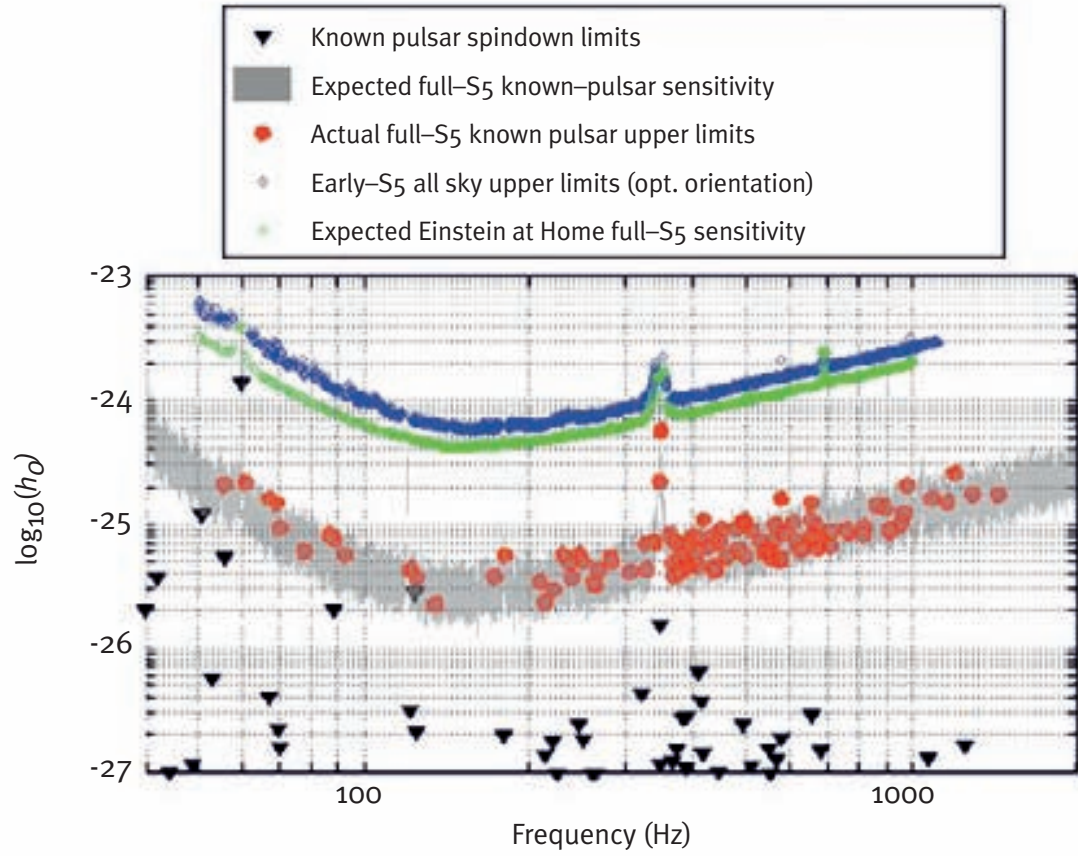 Known pulsar spindown limits
Expected full–S5 known–pulsar sensitivity
Actual full–S5 known pulsar upper limits
Early–S5 all sky upper limits (opt. orientation)
Expected Einstein at Home full–S5 sensitivity
-23
-24
-25
-26
-27
log₁₀(h₀)
100
1000
Frequency (Hz)